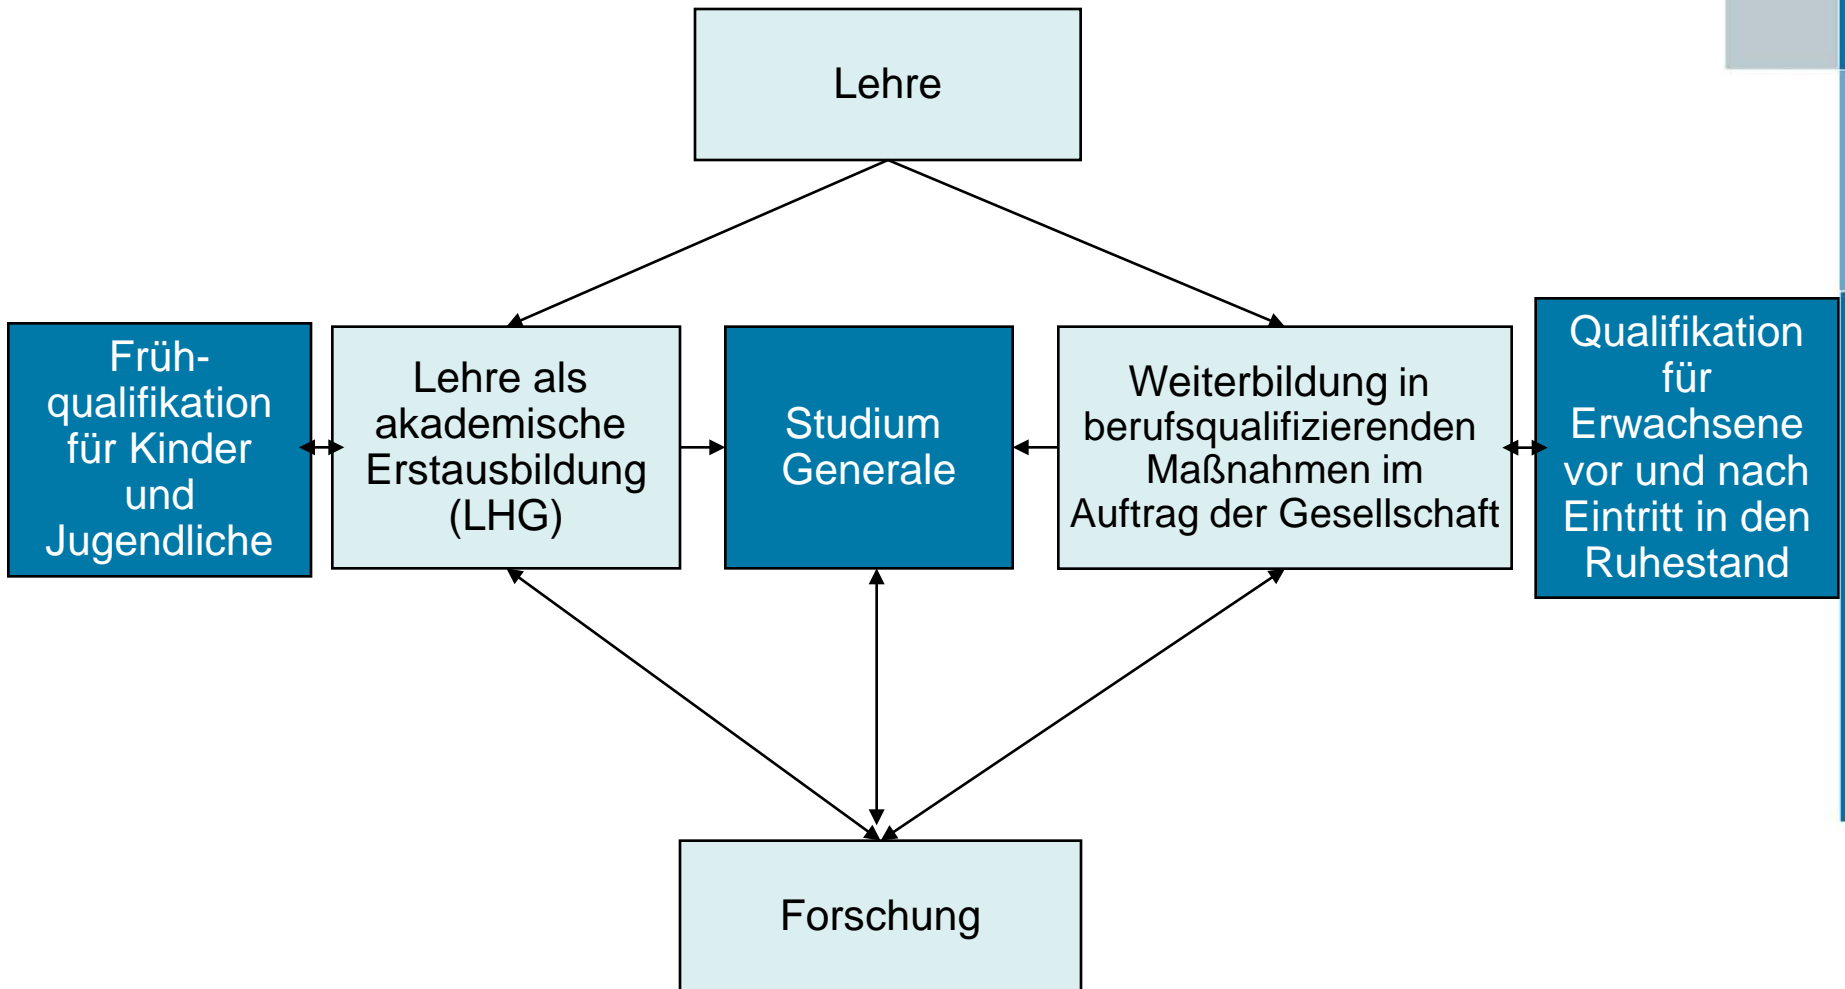 Lehre
Früh-
qualifikation
für Kinder
und
Jugendliche
Lehre als
akademische
Erstausbildung
(LHG)
Studium
Generale
Weiterbildung in
berufsqualifizierenden
Maßnahmen im
Auftrag der Gesellschaft
Qualifikation
für
Erwachsene
vor und nach
Eintritt in den
Ruhestand
Forschung